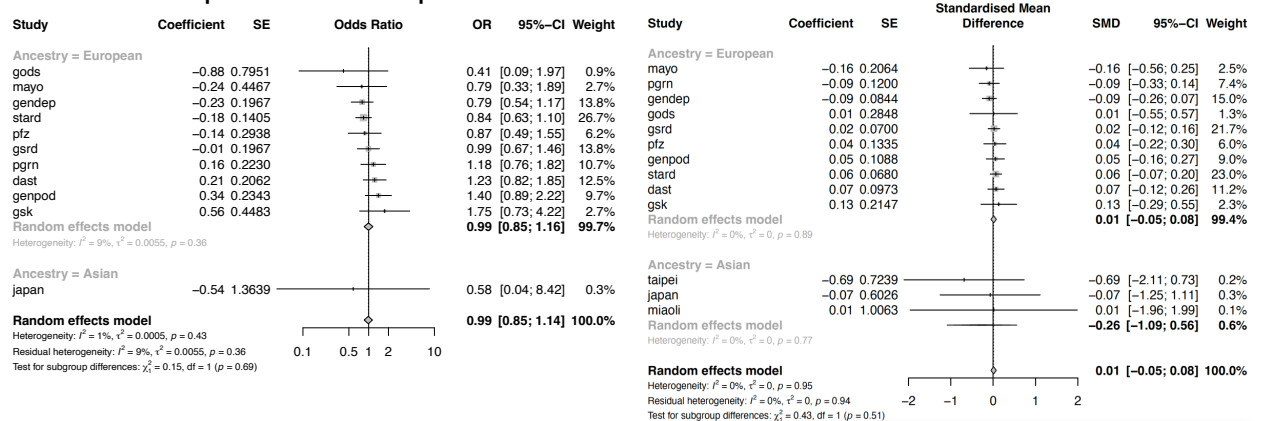 Study Coefficient SE Odds Ratio OR 95%−CI Weight
Ancestry = European
gods −0.88 0.7951 0.41 [0.09; 1.97] 0.9%
mayo −0.24 0.4467 0.79 [0.33; 1.89] 2.7%
gendep −0.23 0.1967 0.79 [0.54; 1.17] 13.8%
stard −0.18 0.1405 0.84 [0.63; 1.10] 26.7%
pfz −0.14 0.2938 0.87 [0.49; 1.55] 6.2%
gsrd −0.01 0.1967 0.99 [0.67; 1.46] 13.8%
pgrn 0.16 0.2230 1.18 [0.76; 1.82] 10.7%
dast 0.21 0.2062 1.23 [0.82; 1.85] 12.5%
genpod 0.34 0.2343 1.40 [0.89; 2.22] 9.7%
gsk 0.56 0.4483 1.75 [0.73; 4.22] 2.7%
Random effects model 0.99 [0.85; 1.16] 99.7%
Heterogeneity: I² = 9%, τ² = 0.0055, p = 0.36
Ancestry = Asian
japan −0.54 1.3639 0.58 [0.04; 8.42] 0.3%
Random effects model 0.99 [0.85; 1.14] 100.0%
Heterogeneity: I² = 1%, τ² = 0.0005, p = 0.43
Residual heterogeneity: I² = 9%, τ² = 0.0055, p = 0.36
Test for subgroup differences: χ²₁ = 0.15, df = 1 (p = 0.69)
0.1 0.5 1 2 10
Standardised Mean
Study Coefficient SE Difference SMD 95%−CI Weight
Ancestry = European
mayo −0.16 0.2064 −0.16 [−0.56; 0.25] 2.5%
pgrn −0.09 0.1200 −0.09 [−0.33; 0.14] 7.4%
gendep −0.09 0.0844 −0.09 [−0.26; 0.07] 15.0%
gods 0.01 0.2848 0.01 [−0.55; 0.57] 1.3%
gsrd 0.02 0.0700 0.02 [−0.12; 0.16] 21.7%
pfz 0.04 0.1335 0.04 [−0.22; 0.30] 6.0%
genpod 0.05 0.1088 0.05 [−0.16; 0.27] 9.0%
stard 0.06 0.0680 0.06 [−0.07; 0.20] 23.0%
dast 0.07 0.0973 0.07 [−0.12; 0.26] 11.2%
gsk 0.13 0.2147 0.13 [−0.29; 0.55] 2.3%
Random effects model 0.01 [−0.05; 0.08] 99.4%
Heterogeneity: I² = 0%, τ² = 0, p = 0.89
Ancestry = Asian
taipei −0.69 0.7239 −0.69 [−2.11; 0.73] 0.2%
japan −0.07 0.6026 −0.07 [−1.25; 1.11] 0.3%
miaoli 0.01 1.0063 0.01 [−1.96; 1.99] 0.1%
Random effects model −0.26 [−1.09; 0.56] 0.6%
Heterogeneity: I² = 0%, τ² = 0, p = 0.77
Random effects model 0.01 [−0.05; 0.08] 100.0%
Heterogeneity: I² = 0%, τ² = 0, p = 0.95
Residual heterogeneity: I² = 0%, τ² = 0, p = 0.94
Test for subgroup differences: χ²₁ = 0.43, df = 1 (p = 0.51)
−2 −1 0 1 2